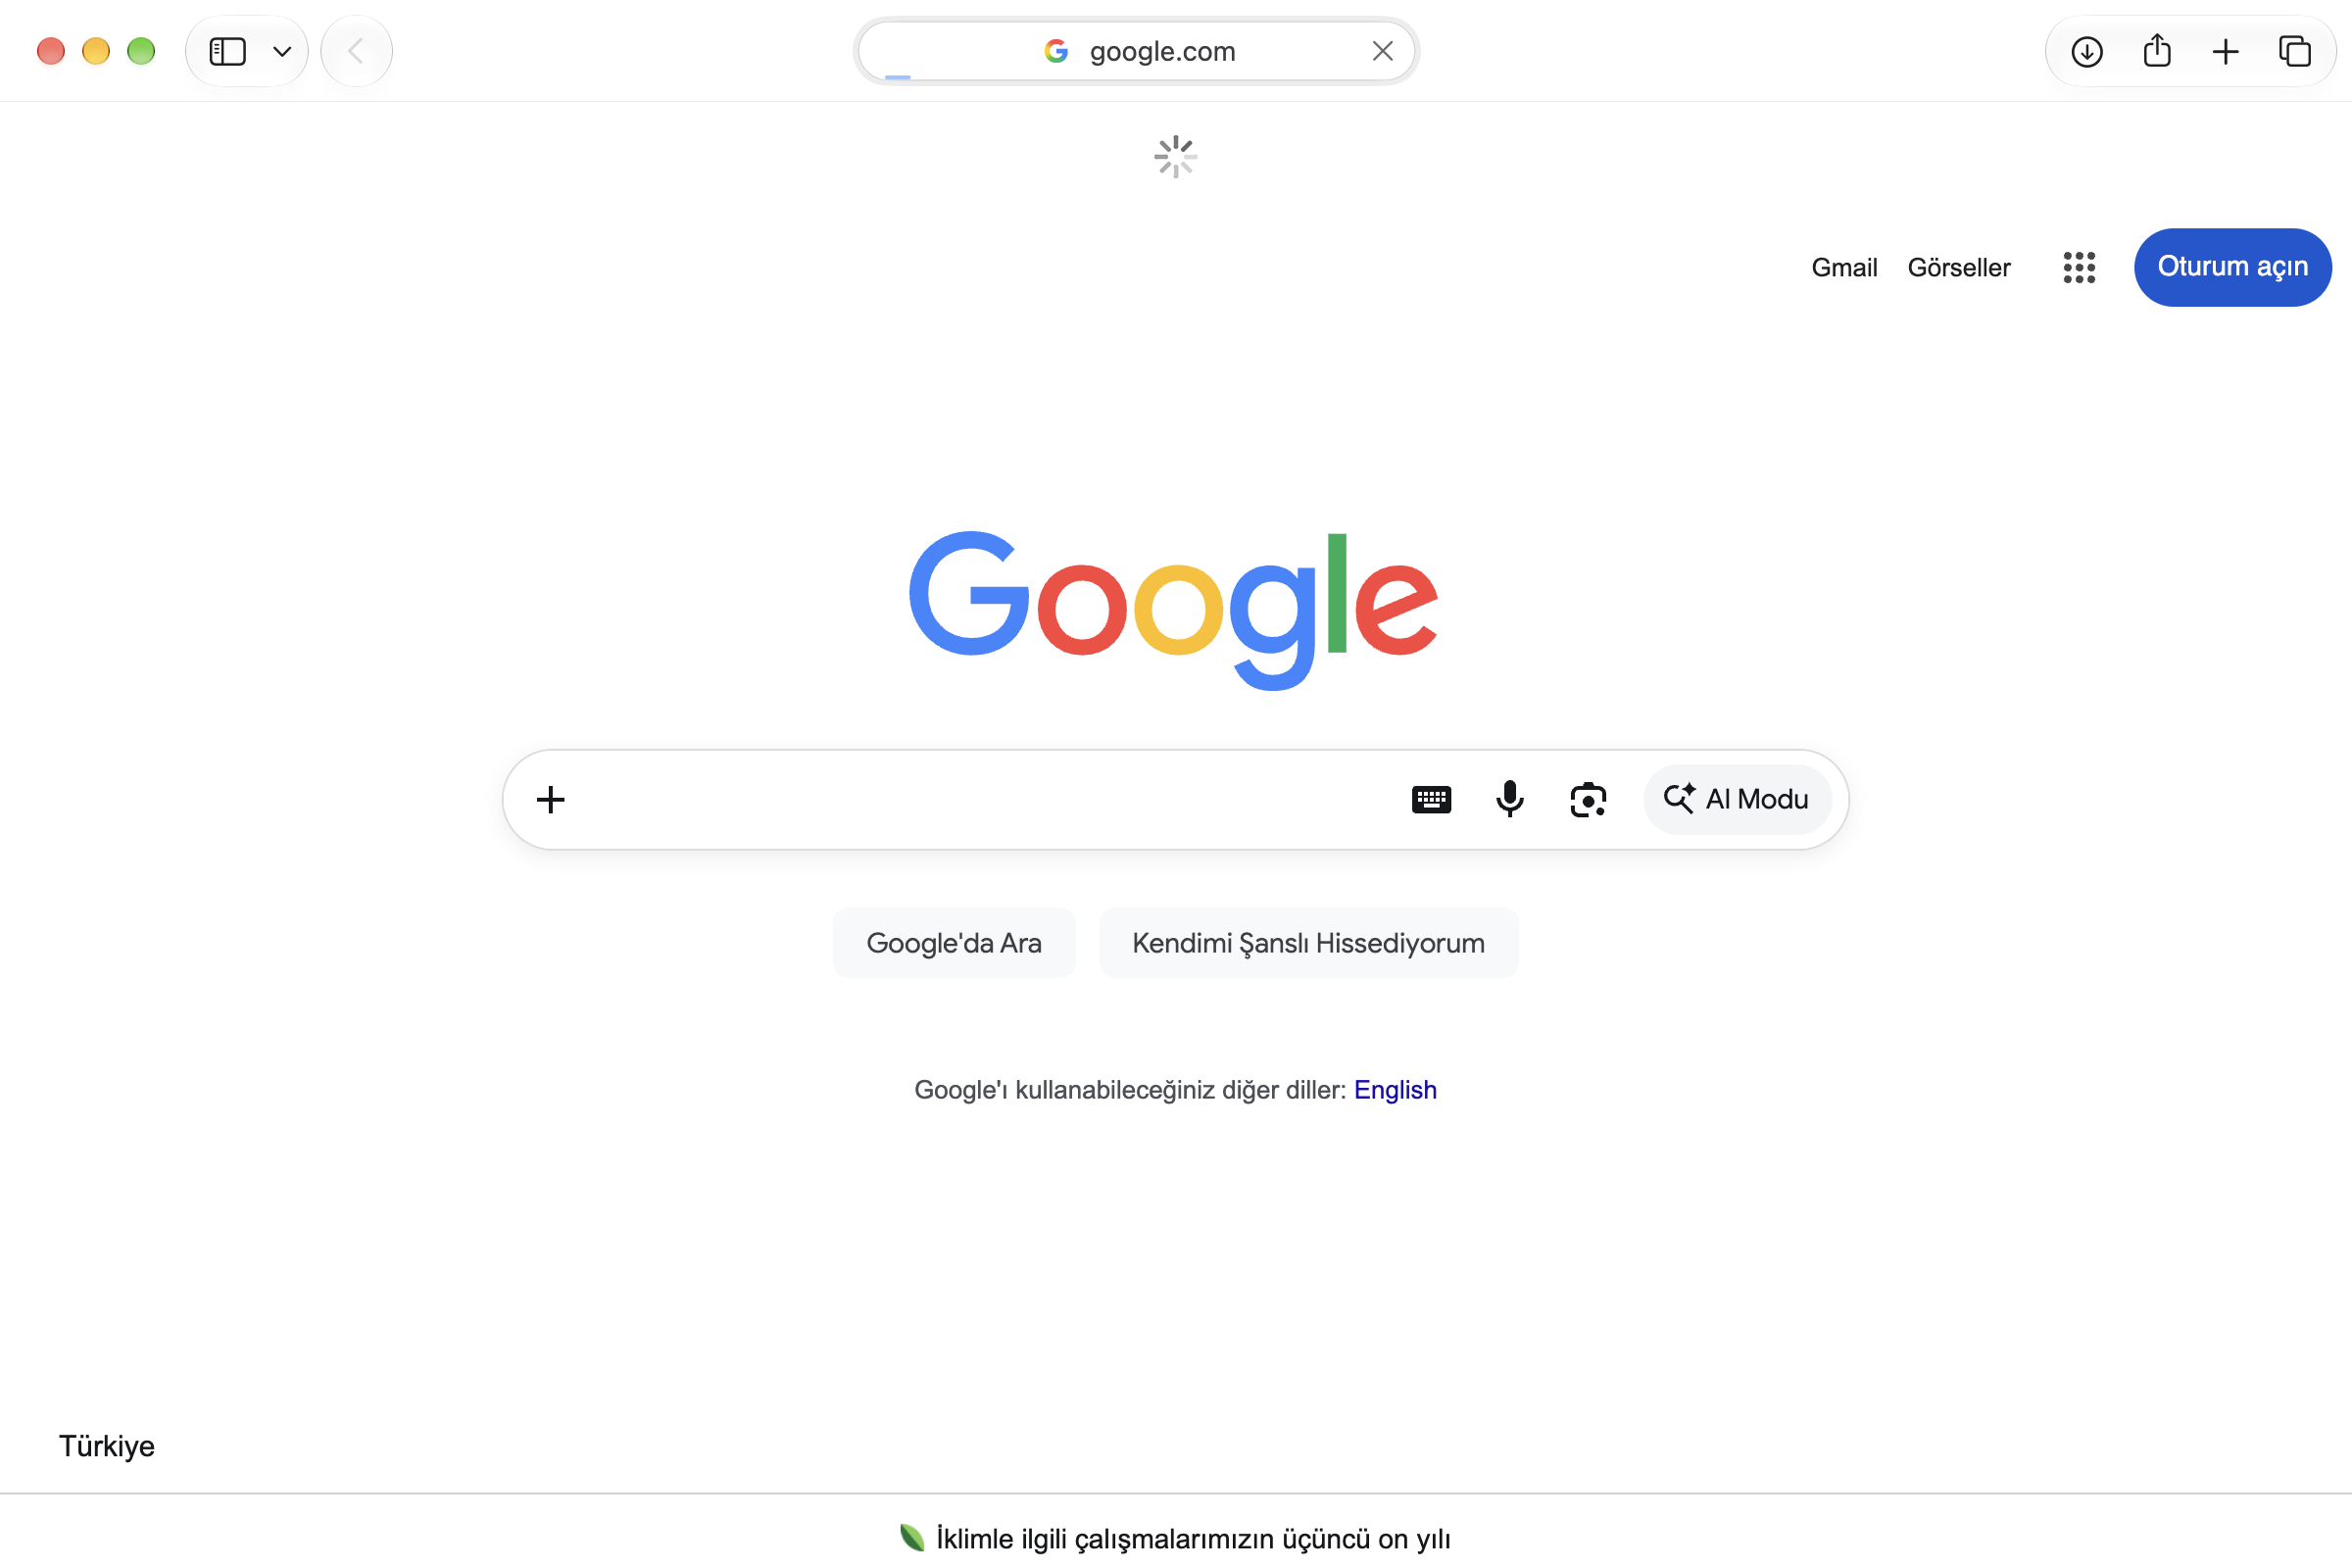 google.com
Gmail Görseller Oturum açın
Google
AI Modu
Google'da Ara Kendimi Şanslı Hissediyorum
Google'ı kullanabileceğiniz diğer diller: English
Türkiye
İklimle ilgili çalışmalarımızın üçüncü on yılı